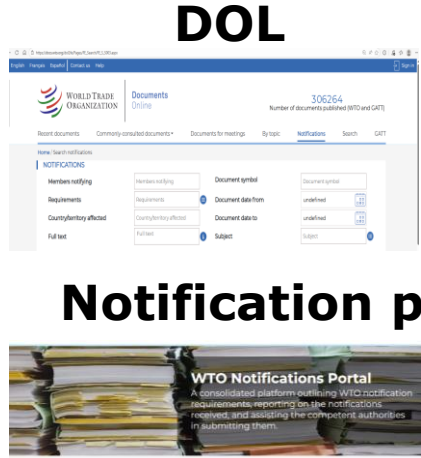 DOL
English Français Español Contact us Help Sign in
WORLD TRADE
ORGANIZATION
Documents
Online
306264
Number of documents published (WTO and GATT)
Recent documents Commonly-consulted documents Documents for meetings By topic Notifications Search GATT
Home / Search notifications
NOTIFICATIONS
Members notifying Members notifying Document symbol Document symbol
Requirements Requirements Document date from undefined
Country/territory affected Country/territory affected Document date to undefined
Full text Full text Subject Subject
Notification p
WTO Notifications Portal
A consolidated platform outlining WTO notification
requirements, reporting on the notifications
received, and assisting the competent authorities
in submitting them.